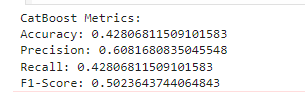 CatBoost Metrics:
Accuracy: 0.42806811509101583
Precision: 0.6081680835045548
Recall: 0.42806811509101583
F1-Score: 0.5023643744064843